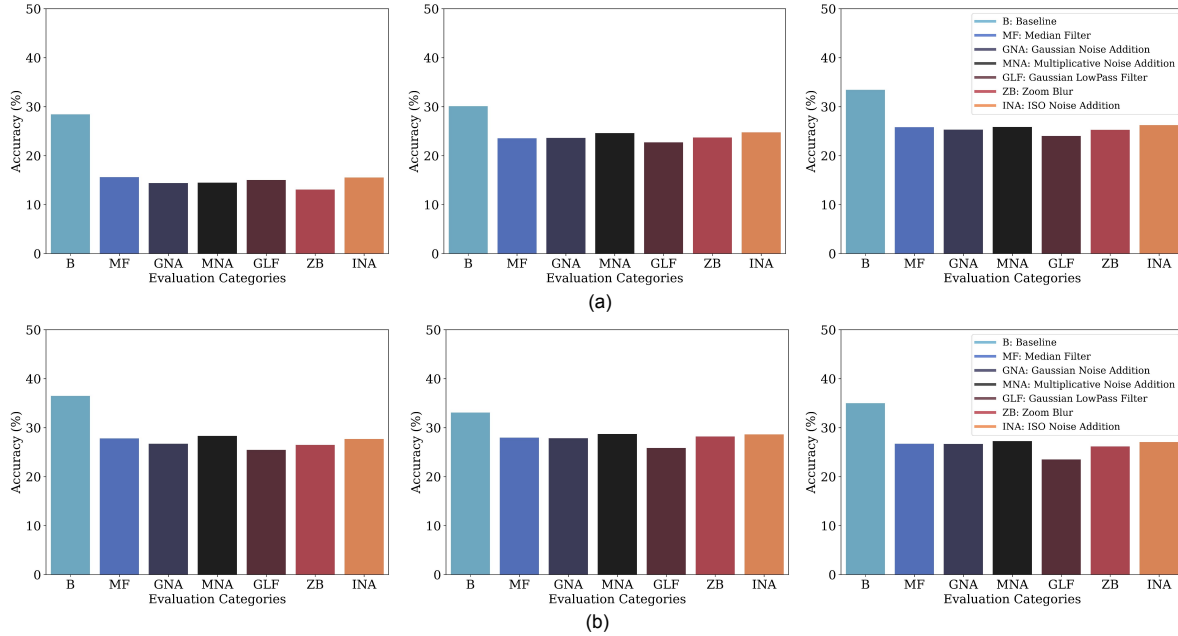 50
40
30
20
10
0
Accuracy (%)
B MF GNA MNA GLF ZB INA
Evaluation Categories
50
40
30
20
10
0
Accuracy (%)
B MF GNA MNA GLF ZB INA
Evaluation Categories
50
40
30
20
10
0
Accuracy (%)
B: Baseline
MF: Median Filter
GNA: Gaussian Noise Addition
MNA: Multiplicative Noise Addition
GLF: Gaussian LowPass Filter
ZB: Zoom Blur
INA: ISO Noise Addition
B MF GNA MNA GLF ZB INA
Evaluation Categories
(a)
50
40
30
20
10
0
Accuracy (%)
B MF GNA MNA GLF ZB INA
Evaluation Categories
50
40
30
20
10
0
Accuracy (%)
B MF GNA MNA GLF ZB INA
Evaluation Categories
50
40
30
20
10
0
Accuracy (%)
B: Baseline
MF: Median Filter
GNA: Gaussian Noise Addition
MNA: Multiplicative Noise Addition
GLF: Gaussian LowPass Filter
ZB: Zoom Blur
INA: ISO Noise Addition
B MF GNA MNA GLF ZB INA
Evaluation Categories
(b)